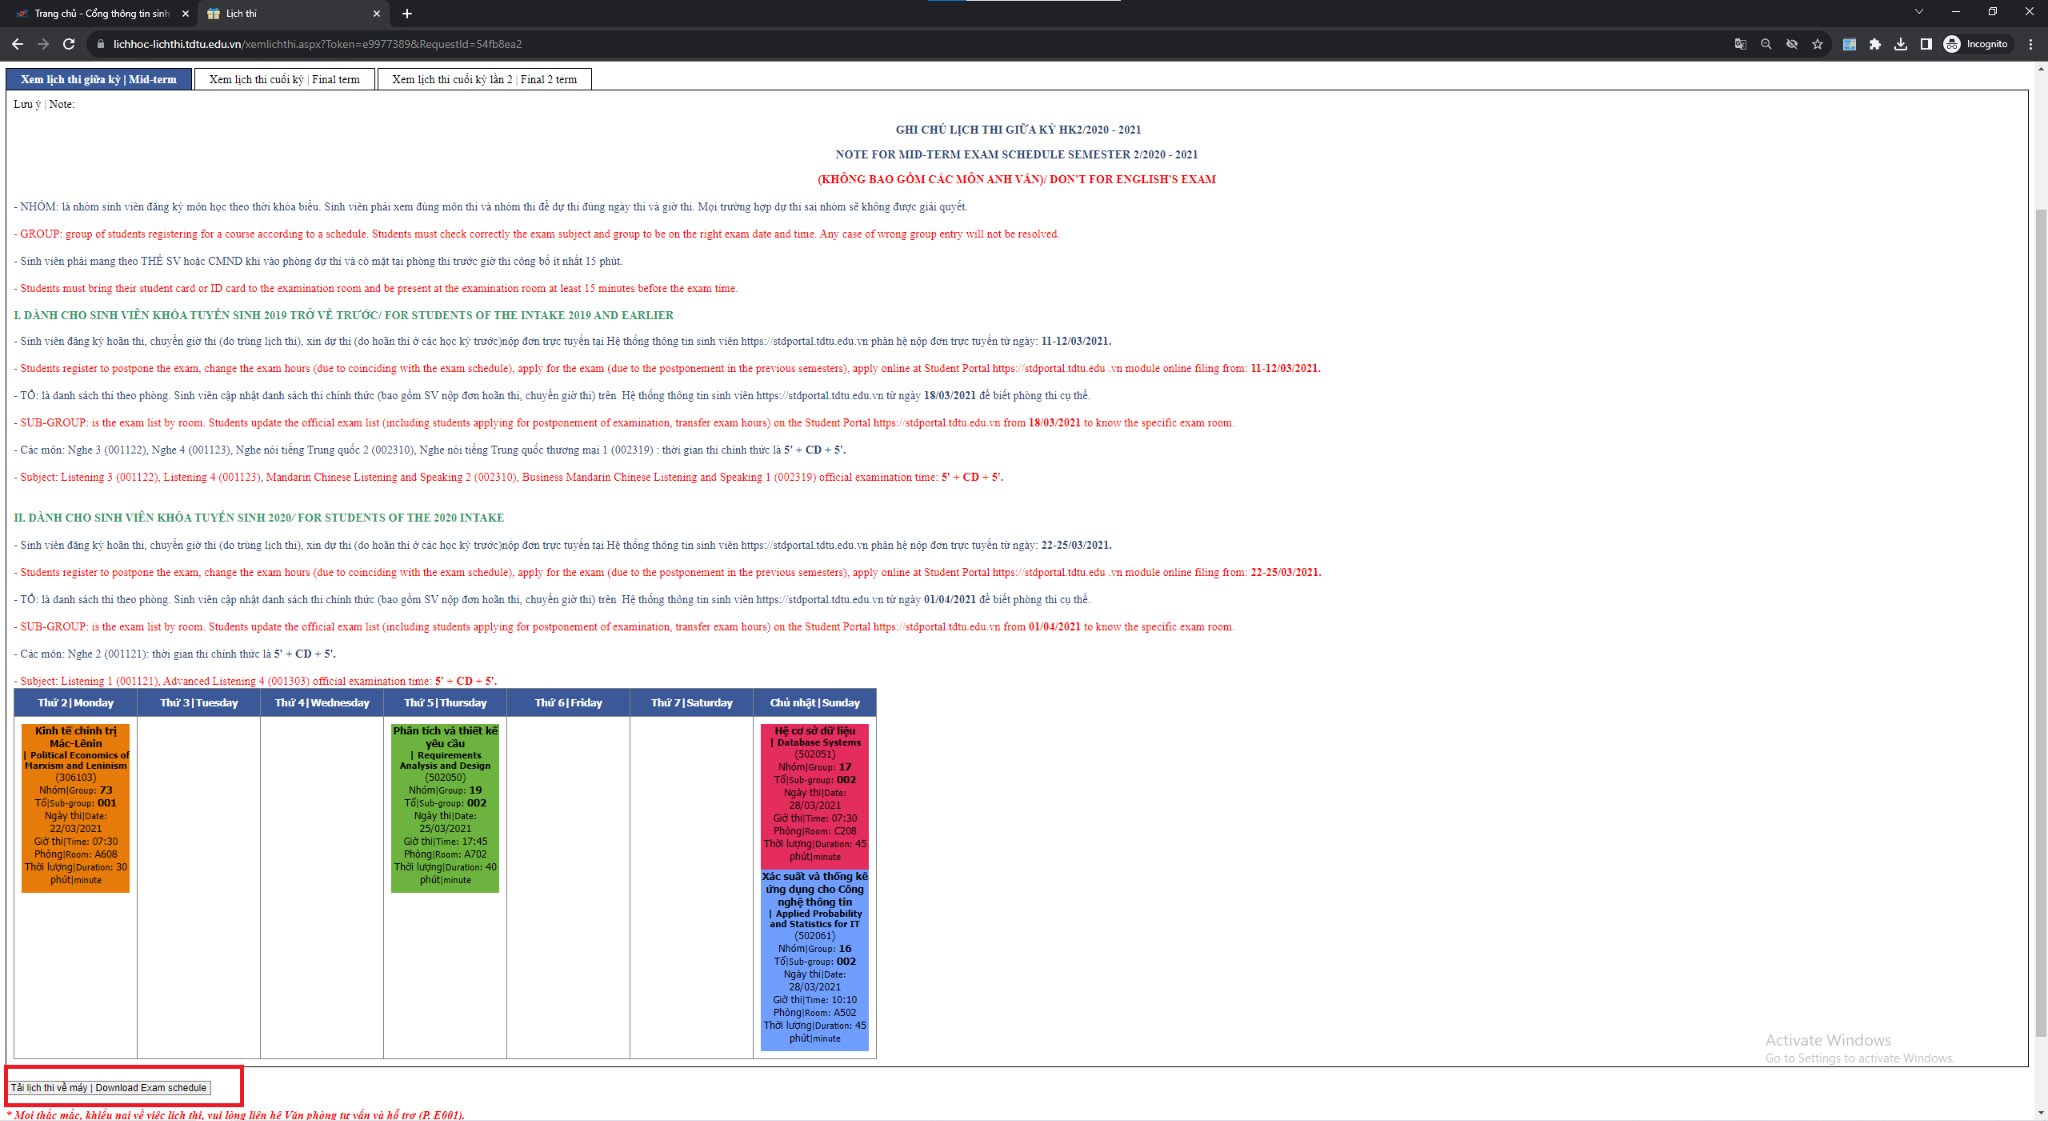 Trang chủ - Cổng thông tin sinh
Lịch thi
lichhoc-lichthi.tdtu.edu.vn/xemlichthi.aspx?Token=e9977389&RequestId=54fb8ea2
Incognito
Xem lịch thi giữa kỳ | Mid-term
Xem lịch thi cuối kỳ | Final term
Xem lịch thi cuối kỳ lần 2 | Final 2 term
Lưu ý | Note:
GHI CHÚ LỊCH THI GIỮA KỲ HK2/2020 - 2021
NOTE FOR MID-TERM EXAM SCHEDULE SEMESTER 2/2020 - 2021
(KHÔNG BAO GỒM CÁC MÔN ANH VĂN)/ DON'T FOR ENGLISH'S EXAM
- NHÓM: là nhóm sinh viên đăng ký môn học theo thời khóa biểu. Sinh viên phải xem đúng môn thi và nhóm thi để dự thi đúng ngày thi và giờ thi. Mọi trường hợp dự thi sai nhóm sẽ không được giải quyết.
- GROUP: group of students registering for a course according to a schedule. Students must check correctly the exam subject and group to be on the right exam date and time. Any case of wrong group entry will not be resolved.
- Sinh viên phải mang theo THẺ SV hoặc CMND khi vào phòng dự thi và có mặt tại phòng thi trước giờ thi công bố ít nhất 15 phút.
- Students must bring their student card or ID card to the examination room and be present at the examination room at least 15 minutes before the exam time.
I. DÀNH CHO SINH VIÊN KHÓA TUYỂN SINH 2019 TRỞ VỀ TRƯỚC/ FOR STUDENTS OF THE INTAKE 2019 AND EARLIER
- Sinh viên đăng ký hoãn thi, chuyển giờ thi (do trùng lịch thi), xin dự thi (do hoãn thi ở các học kỳ trước)nộp đơn trực tuyến tại Hệ thống thông tin sinh viên https://stdportal.tdtu.edu.vn phân hệ nộp đơn trực tuyến từ ngày: 11-12/03/2021.
- Students register to postpone the exam, change the exam hours (due to coinciding with the exam schedule), apply for the exam (due to the postponement in the previous semesters), apply online at Student Portal https://stdportal.tdtu.edu .vn module online filing from: 11-12/03/2021.
- TỔ: là danh sách thi theo phòng. Sinh viên cập nhật danh sách thi chính thức (bao gồm SV nộp đơn hoãn thi, chuyển giờ thi) trên Hệ thống thông tin sinh viên https://stdportal.tdtu.edu.vn từ ngày 18/03/2021 để biết phòng thi cụ thể.
- SUB-GROUP: is the exam list by room. Students update the official exam list (including students applying for postponement of examination, transfer exam hours) on the Student Portal https://stdportal.tdtu.edu.vn from 18/03/2021 to know the specific exam room.
- Các môn: Nghe 3 (001122), Nghe 4 (001123), Nghe nói tiếng Trung quốc 2 (002310), Nghe nói tiếng Trung quốc thương mại 1 (002319) : thời gian thi chính thức là 5' + CD + 5'.
- Subject: Listening 3 (001122), Listening 4 (001123), Mandarin Chinese Listening and Speaking 2 (002310), Business Mandarin Chinese Listening and Speaking 1 (002319) official examination time: 5' + CD + 5'.
II. DÀNH CHO SINH VIÊN KHÓA TUYỂN SINH 2020/ FOR STUDENTS OF THE 2020 INTAKE
- Sinh viên đăng ký hoãn thi, chuyển giờ thi (do trùng lịch thi), xin dự thi (do hoãn thi ở các học kỳ trước)nộp đơn trực tuyến tại Hệ thống thông tin sinh viên https://stdportal.tdtu.edu.vn phân hệ nộp đơn trực tuyến từ ngày: 22-25/03/2021.
- Students register to postpone the exam, change the exam hours (due to coinciding with the exam schedule), apply for the exam (due to the postponement in the previous semesters), apply online at Student Portal https://stdportal.tdtu.edu .vn module online filing from: 22-25/03/2021.
- TỔ: là danh sách thi theo phòng. Sinh viên cập nhật danh sách thi chính thức (bao gồm SV nộp đơn hoãn thi, chuyển giờ thi) trên Hệ thống thông tin sinh viên https://stdportal.tdtu.edu.vn từ ngày 01/04/2021 để biết phòng thi cụ thể.
- SUB-GROUP: is the exam list by room. Students update the official exam list (including students applying for postponement of examination, transfer exam hours) on the Student Portal https://stdportal.tdtu.edu.vn from 01/04/2021 to know the specific exam room.
- Các môn: Nghe 2 (001121): thời gian thi chính thức là 5' + CD + 5'.
- Subject: Listening 1 (001121), Advanced Listening 4 (001303) official examination time: 5' + CD + 5'.
Thứ 2|Monday
Thứ 3|Tuesday
Thứ 4|Wednesday
Thứ 5|Thursday
Thứ 6|Friday
Thứ 7|Saturday
Chủ nhật|Sunday
Kinh tế chính trị
Mác-Lênin
| Political Economics of
Marxism and Leninism
(306103)
Nhóm|Group: 73
Tổ|Sub-group: 001
Ngày thi|Date:
22/03/2021
Giờ thi|Time: 07:30
Phòng|Room: A608
Thời lượng|Duration: 30
phút|minute
Phân tích và thiết kế
yêu cầu
| Requirements
Analysis and Design
(502050)
Nhóm|Group: 19
Tổ|Sub-group: 002
Ngày thi|Date:
25/03/2021
Giờ thi|Time: 17:45
Phòng|Room: A702
Thời lượng|Duration: 40
phút|minute
Hệ cơ sở dữ liệu
| Database Systems
(502051)
Nhóm|Group: 17
Tổ|Sub-group: 002
Ngày thi|Date:
28/03/2021
Giờ thi|Time: 07:30
Phòng|Room: C208
Thời lượng|Duration: 45
phút|minute
Xác suất và thống kê
ứng dụng cho Công
nghệ thông tin
| Applied Probability
and Statistics for IT
(502061)
Nhóm|Group: 16
Tổ|Sub-group: 002
Ngày thi|Date:
28/03/2021
Giờ thi|Time: 10:10
Phòng|Room: A502
Thời lượng|Duration: 45
phút|minute
Activate Windows
Go to Settings to activate Windows.
Tải lịch thi về máy | Download Exam schedule
* Mọi thắc mắc, khiếu nại về việc lịch thi, vui lòng liên hệ Văn phòng tư vấn và hỗ trợ (P. E001).